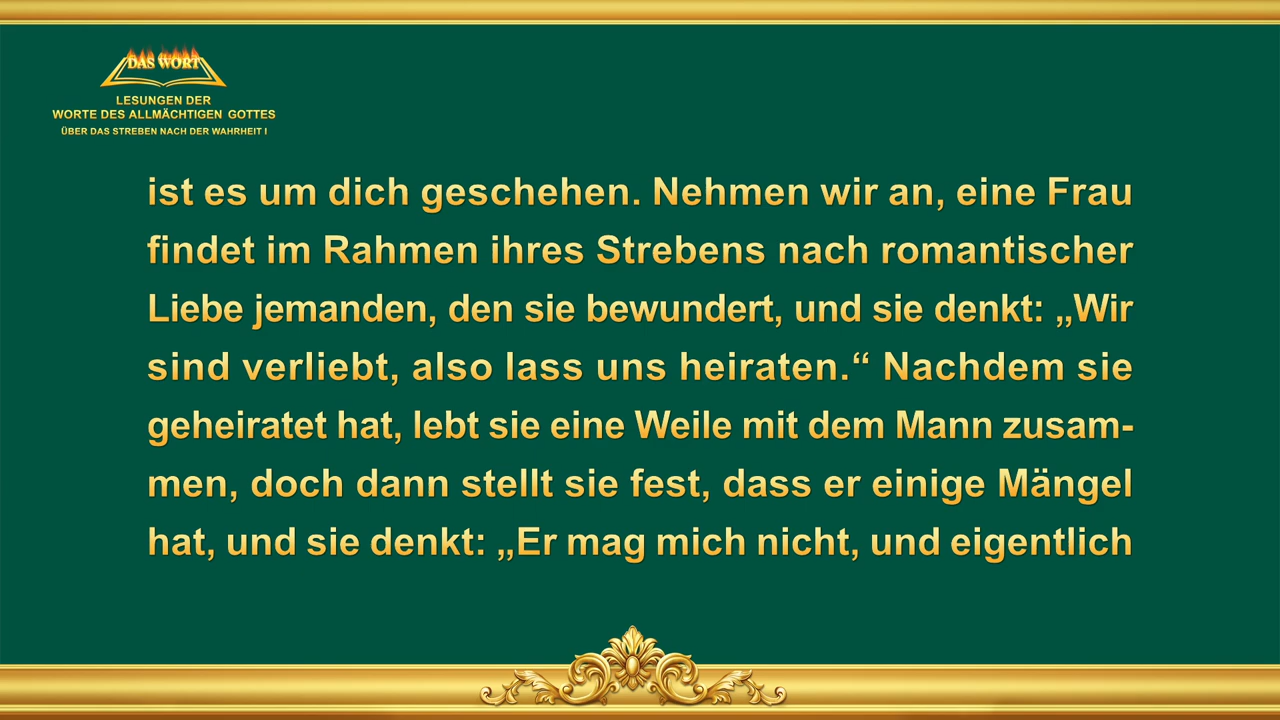 DAS WORT
LESUNGEN DER
WORTE DES ALLMÄCHTIGEN GOTTES
ÜBER DAS STREBEN NACH DER WAHRHEIT I
ist es um dich geschehen. Nehmen wir an, eine Frau
findet im Rahmen ihres Strebens nach romantischer
Liebe jemanden, den sie bewundert, und sie denkt: „Wir
sind verliebt, also lass uns heiraten.“ Nachdem sie
geheiratet hat, lebt sie eine Weile mit dem Mann zusam-
men, doch dann stellt sie fest, dass er einige Mängel
hat, und sie denkt: „Er mag mich nicht, und eigentlich